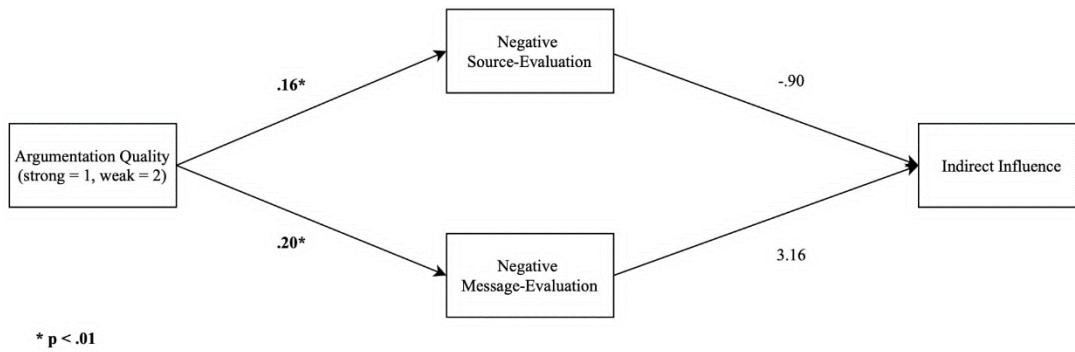 Negative
Source-Evaluation
.16*
-.90
Argumentation Quality
(strong = 1, weak = 2)
Indirect Influence
.20*
3.16
Negative
Message-Evaluation
* p < .01